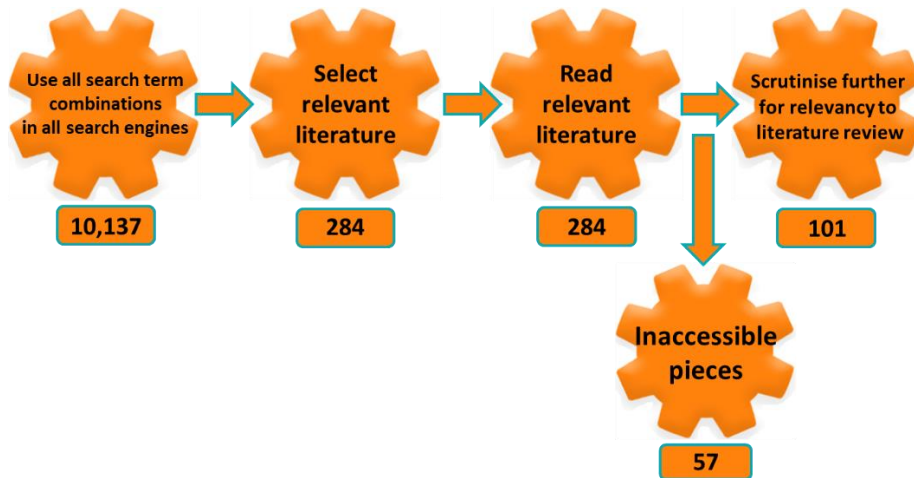 Use all search term
combinations
in all search engines
10,137
Select
relevant
literature
284
Read
relevant
literature
284
Scrutinise further
for relevancy to
literature review
101
Inaccessible
pieces
57